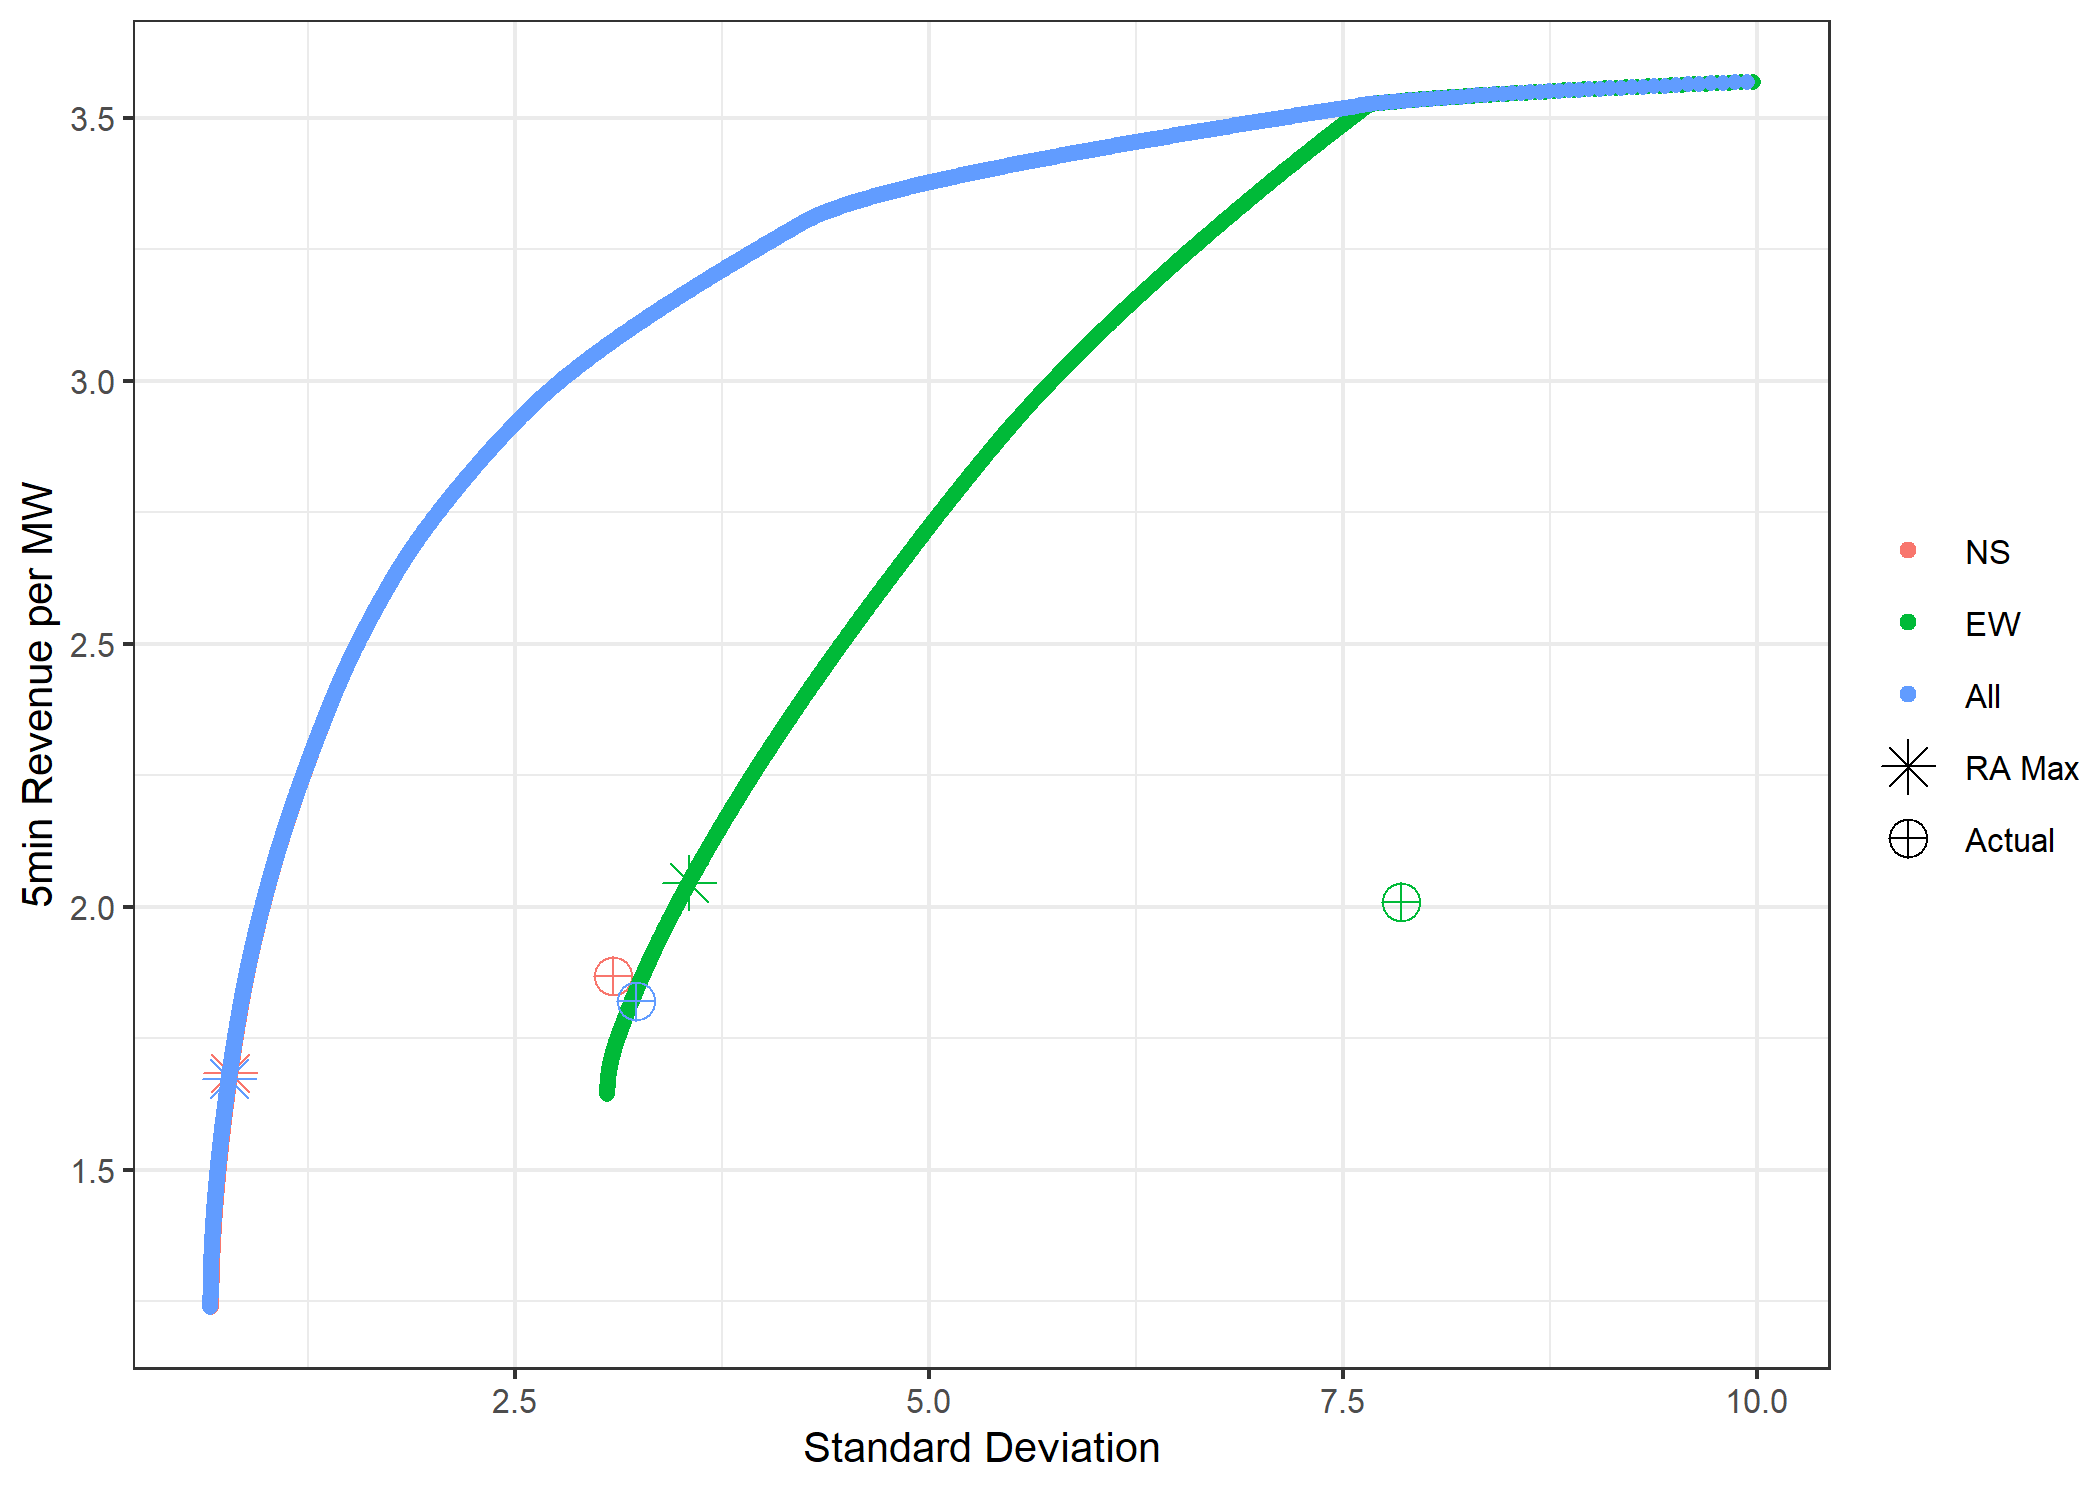 3.5
3.0
2.5
2.0
1.5
5min Revenue per MW
2.5
5.0
7.5
10.0
Standard Deviation
NS
EW
All
RA Max
Actual